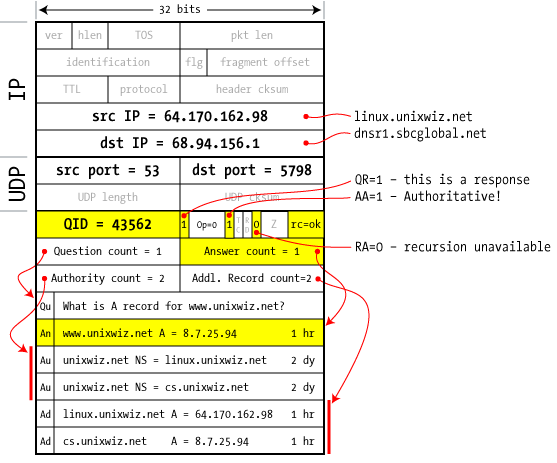 32 bits
ver hlen TOS pkt len
identification flg fragment offset
TTL protocol header cksum
IP
src IP = 64.170.162.98
linux.unixwiz.net
dst IP = 68.94.156.1
dnsr1.sbcglobal.net
UDP
src port = 53 dst port = 5798
QR=1 – this is a response
UDP length UDP cksum
AA=1 – Authoritative!
QID = 43562 1 Op=0 1 TC RD 0 Z rc=ok
RA=0 – recursion unavailable
Question count = 1 Answer count = 1
Authority count = 2 Addl. Record count=2
Qu What is A record for www.unixwiz.net?
An www.unixwiz.net A = 8.7.25.94 1 hr
Au unixwiz.net NS = linux.unixwiz.net 2 dy
Au unixwiz.net NS = cs.unixwiz.net 2 dy
Ad linux.unixwiz.net A = 64.170.162.98 1 hr
Ad cs.unixwiz.net A = 8.7.25.94 1 hr